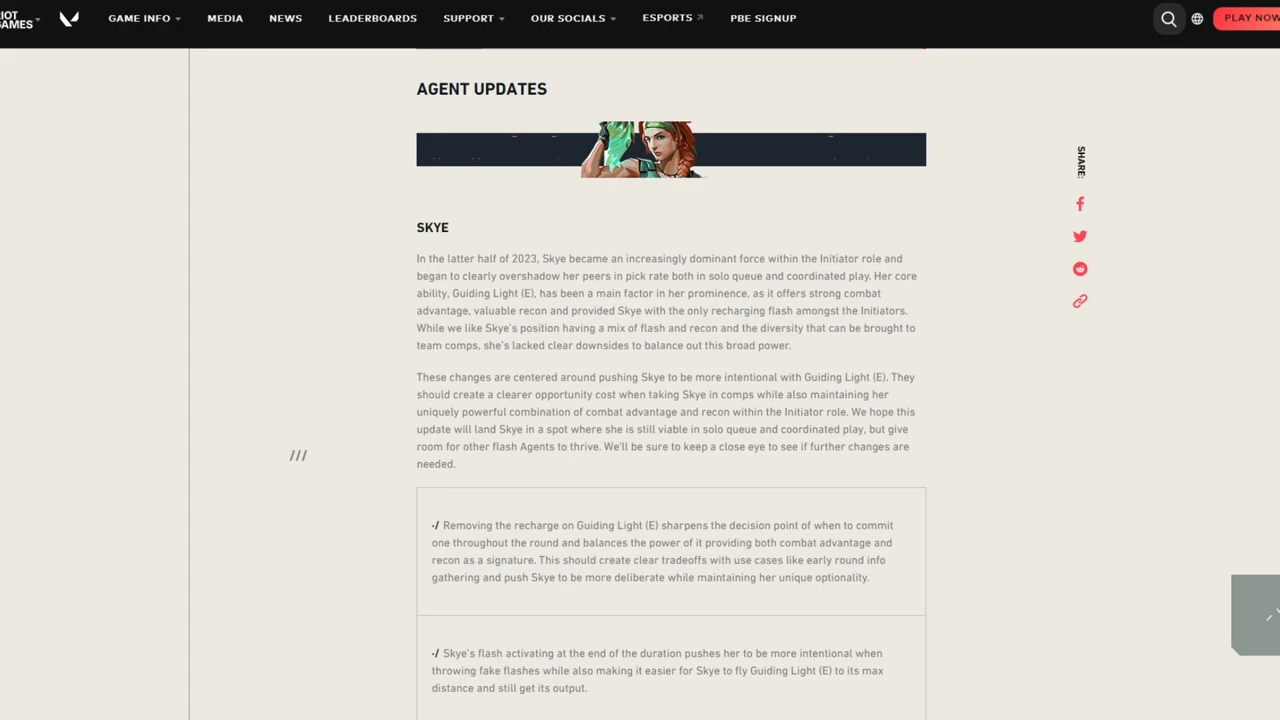 RIOT
GAMES
GAME INFO
MEDIA
NEWS
LEADERBOARDS
SUPPORT
OUR SOCIALS
ESPORTS
PBE SIGNUP
PLAY NOW
AGENT UPDATES
SHARE:
SKYE
In the latter half of 2023, Skye became an increasingly dominant force within the Initiator role and
began to clearly overshadow her peers in pick rate both in solo queue and coordinated play. Her core
ability, Guiding Light (E), has been a main factor in her prominence, as it offers strong combat
advantage, valuable recon and provided Skye with the only recharging flash amongst the Initiators.
While we like Skye's position having a mix of flash and recon and the diversity that can be brought to
team comps, she's lacked clear downsides to balance out this broad power.
These changes are centered around pushing Skye to be more intentional with Guiding Light (E). They
should create a clearer opportunity cost when taking Skye in comps while also maintaining her
uniquely powerful combination of combat advantage and recon within the Initiator role. We hope this
update will land Skye in a spot where she is still viable in solo queue and coordinated play, but give
room for other flash Agents to thrive. We'll be sure to keep a close eye to see if further changes are
needed.
///
·/ Removing the recharge on Guiding Light (E) sharpens the decision point of when to commit
one throughout the round and balances the power of it providing both combat advantage and
recon as a signature. This should create clear tradeoffs with use cases like early round info
gathering and push Skye to be more deliberate while maintaining her unique optionality.
·/ Skye's flash activating at the end of the duration pushes her to be more intentional when
throwing fake flashes while also making it easier for Skye to fly Guiding Light (E) to its max
distance and still get its output.